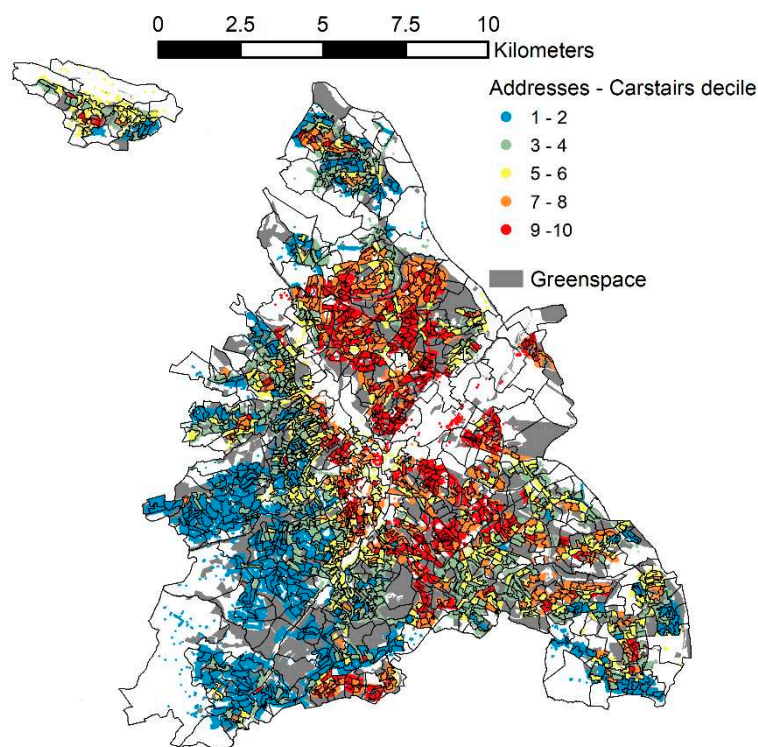 0 2.5 5 7.5 10
Kilometers
Addresses - Carstairs decile
1 - 2
3 - 4
5 - 6
7 - 8
9 -10
Greenspace